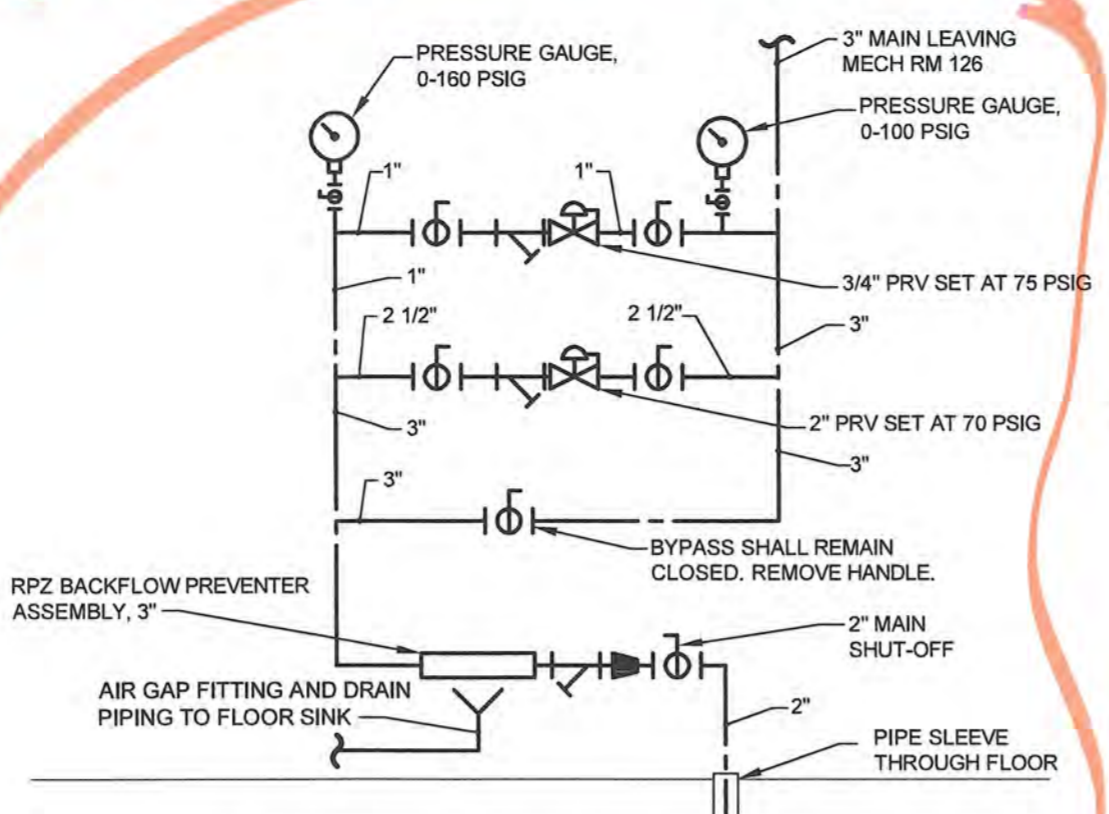 PRESSURE GAUGE,
0-160 PSIG
3" MAIN LEAVING
MECH RM 126
PRESSURE GAUGE,
0-100 PSIG
1"
1"
1"
3/4" PRV SET AT 75 PSIG
2 1/2"
2 1/2"
3"
3"
2" PRV SET AT 70 PSIG
3"
3"
BYPASS SHALL REMAIN
CLOSED. REMOVE HANDLE.
RPZ BACKFLOW PREVENTER
ASSEMBLY, 3"
2" MAIN
SHUT-OFF
AIR GAP FITTING AND DRAIN
PIPING TO FLOOR SINK
2"
PIPE SLEEVE
THROUGH FLOOR